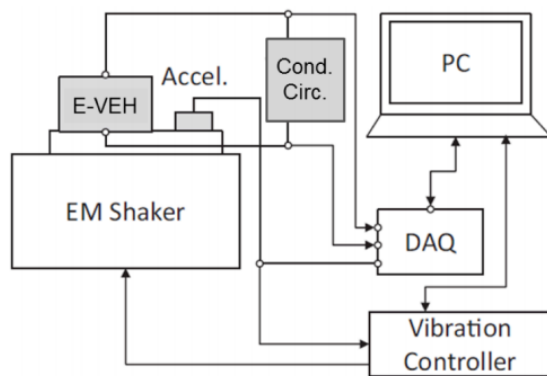 Accel.
Cond.
Circ.
PC
E-VEH
EM Shaker
DAQ
Vibration
Controller